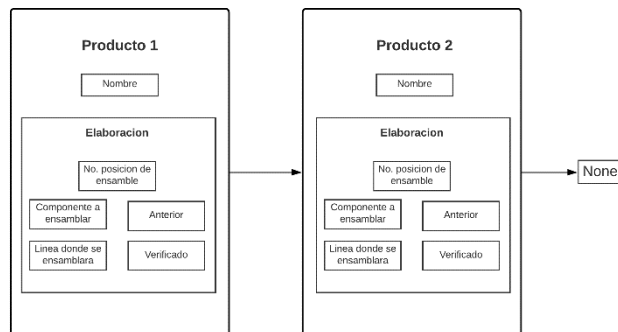 Producto 1
Nombre
Elaboracion
No. posicion de
ensamble
Componente a
ensamblar
Anterior
Linea donde se
ensamblara
Verificado
Producto 2
Nombre
Elaboracion
No. posicion de
ensamble
Componente a
ensamblar
Anterior
Linea donde se
ensamblara
Verificado
None